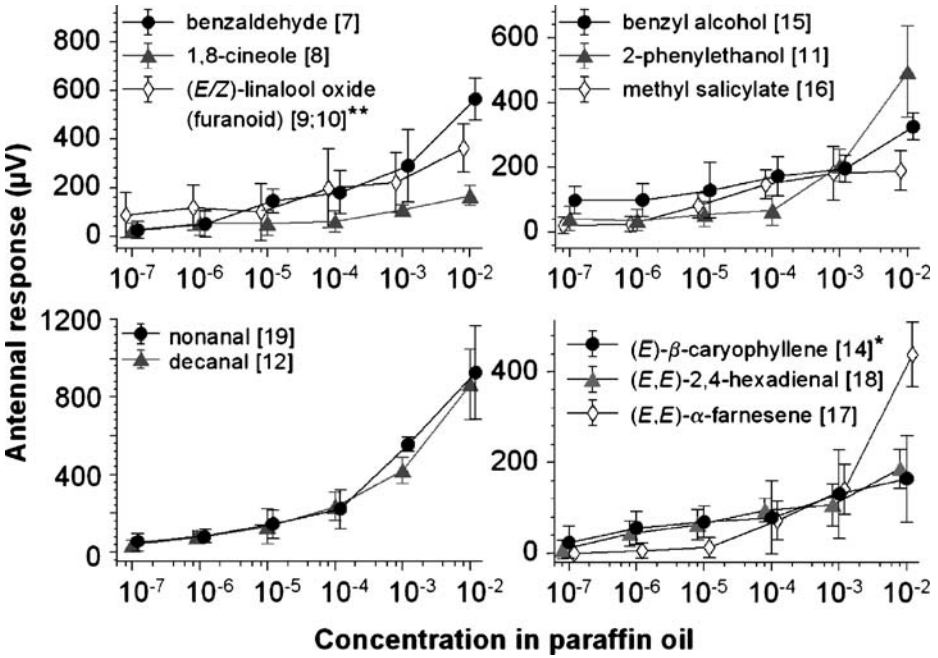 benzaldehyde [7]
1,8-cineole [8]
(E/Z)-linalool oxide
(furanoid) [9;10]**
800
600
400
200
0
10-7 10-6 10-5 10-4 10-3 10-2
benzyl alcohol [15]
2-phenylethanol [11]
methyl salicylate [16]
600
400
200
0
10-7 10-6 10-5 10-4 10-3 10-2
Antennal response (µV)
nonanal [19]
decanal [12]
1200
800
400
0
10-7 10-6 10-5 10-4 10-3 10-2
(E)-β-caryophyllene [14]*
(E,E)-2,4-hexadienal [18]
(E,E)-α-farnesene [17]
400
200
0
10-7 10-6 10-5 10-4 10-3 10-2
Concentration in paraffin oil